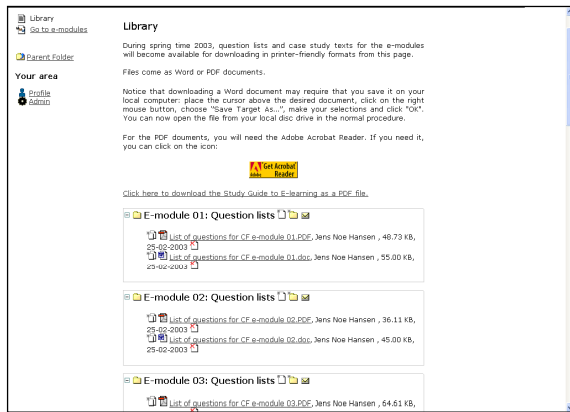 Library
Go to e-modules
Parent Folder
Your area
Profile
Admin
Library
During spring time 2003, question lists and case study texts for the e-modules
will become available for downloading in printer-friendly formats from this page.
Files come as Word or PDF documents.
Notice that downloading a Word document may require that you save it on your
local computer: place the cursor above the desired document, click on the right
mouse button, choose "Save Target As...", make your selections and click "OK".
You can now open the file from your local disc drive in the normal procedure.
For the PDF douments, you will need the Adobe Acrobat Reader. If you need it,
you can click on the icon:
Get Acrobat
Adobe Reader
Click here to download the Study Guide to E-learning as a PDF file.
E-module 01: Question lists
List of questions for CF e-module 01.PDF, Jens Noe Hansen , 48.73 KB,
25-02-2003
List of questions for CF e-module 01.doc, Jens Noe Hansen , 55.00 KB,
25-02-2003
E-module 02: Question lists
List of questions for CF e-module 02.PDF, Jens Noe Hansen , 36.11 KB,
25-02-2003
List of questions for CF e-module 02.doc, Jens Noe Hansen , 45.00 KB,
25-02-2003
E-module 03: Question lists
List of questions for CF e-module 03.PDF, Jens Noe Hansen , 64.61 KB,